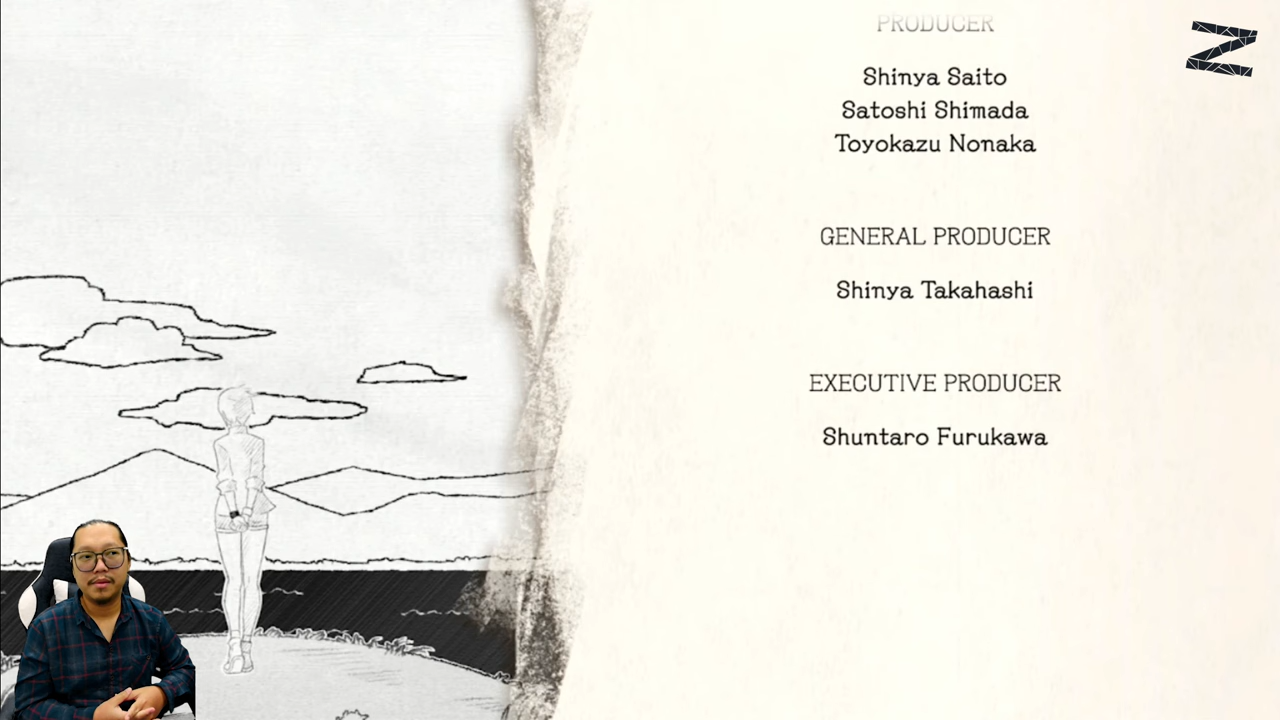 PRODUCER
Shinya Saito
Satoshi Shimada
Toyokazu Nonaka
GENERAL PRODUCER
Shinya Takahashi
EXECUTIVE PRODUCER
Shuntaro Furukawa
Z